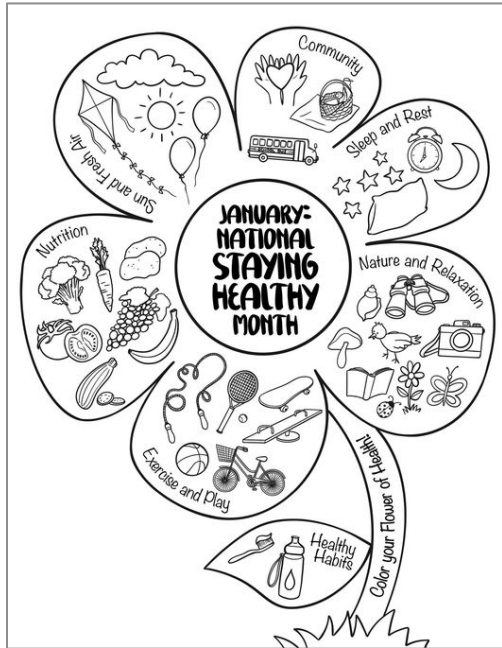 JANUARY:
NATIONAL
STAYING
HEALTHY
MONTH
Community
Sleep and Rest
Nature and Relaxation
Exercise and Play
Nutrition
Sun and Fresh Air
Healthy
Habits
Color your Flower of Health!